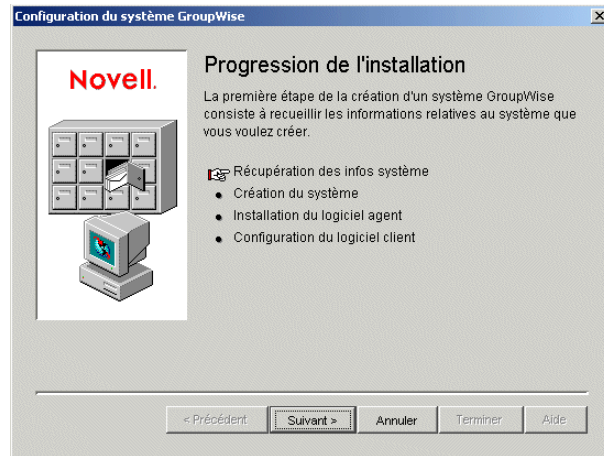 Configuration du système GroupWise
Novell.
Progression de l'installation
La première étape de la création d'un système GroupWise
consiste à recueillir les informations relatives au système que
vous voulez créer.
Récupération des infos système
Création du système
Installation du logiciel agent
Configuration du logiciel client
< Précédent
Suivant >
Annuler
Terminer
Aide